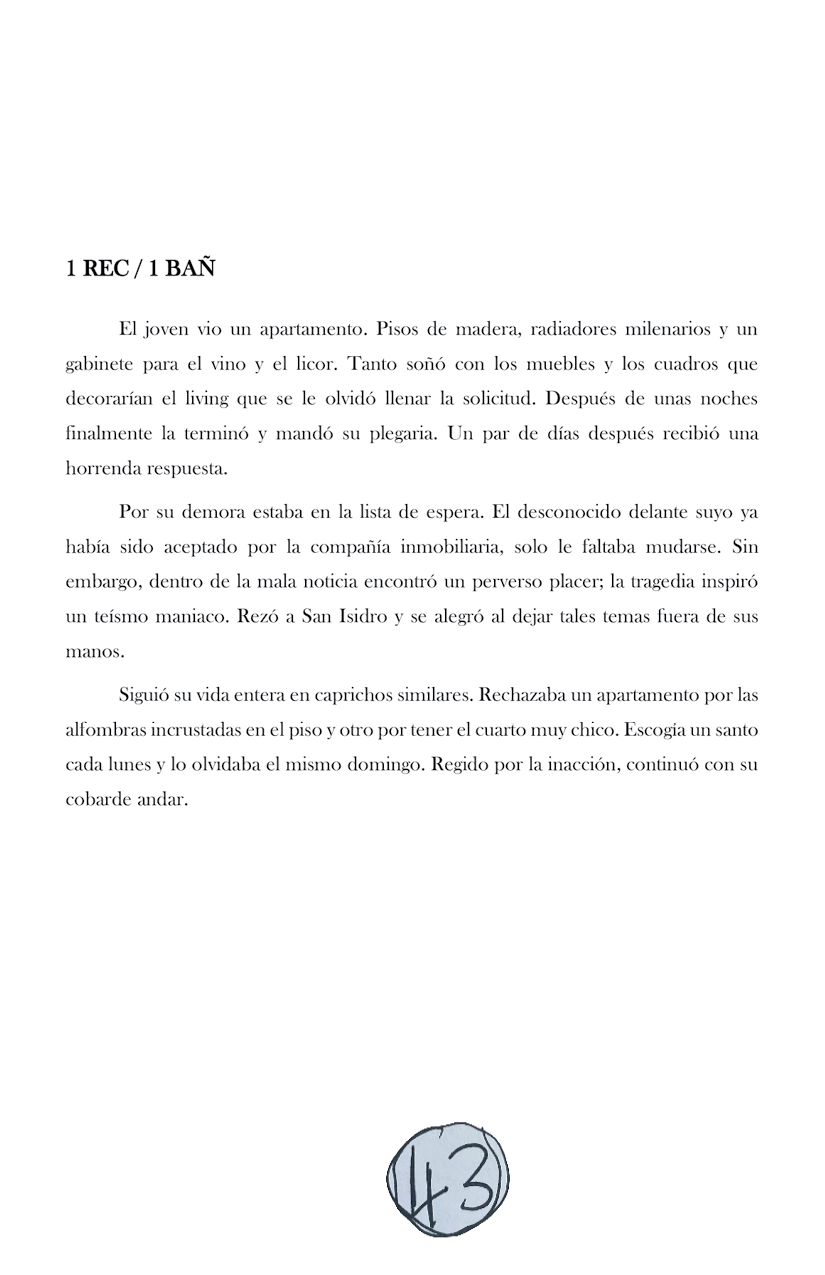 1 REC / 1 BAÑ
El joven vio un apartamento. Pisos de madera, radiadores milenarios y un
gabinete para el vino y el licor. Tanto soñó con los muebles y los cuadros que
decorarían el living que se le olvidó llenar la solicitud. Después de unas noches
finalmente la terminó y mandó su plegaria. Un par de días después recibió una
horrenda respuesta.
Por su demora estaba en la lista de espera. El desconocido delante suyo ya
había sido aceptado por la compañía inmobiliaria, solo le faltaba mudarse. Sin
embargo, dentro de la mala noticia encontró un perverso placer; la tragedia inspiró
un teísmo maniaco. Rezó a San Isidro y se alegró al dejar tales temas fuera de sus
manos.
Siguió su vida entera en caprichos similares. Rechazaba un apartamento por las
alfombras incrustadas en el piso y otro por tener el cuarto muy chico. Escogía un santo
cada lunes y lo olvidaba el mismo domingo. Regido por la inacción, continuó con su
cobarde andar.
43